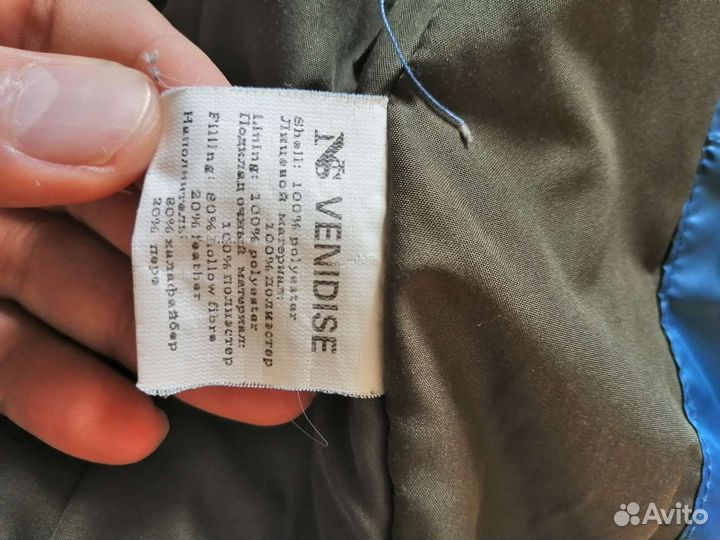 VENIDISE
Shell: 100% polyester
Лицевой материал:
100% полиэстер
Lining: 100% polyester
Подкладочный материал:
100% полиэстер
Filling: 80% hollow fibre
20% feather
Наполнитель:
80% халафайбер
20% перо
Avito